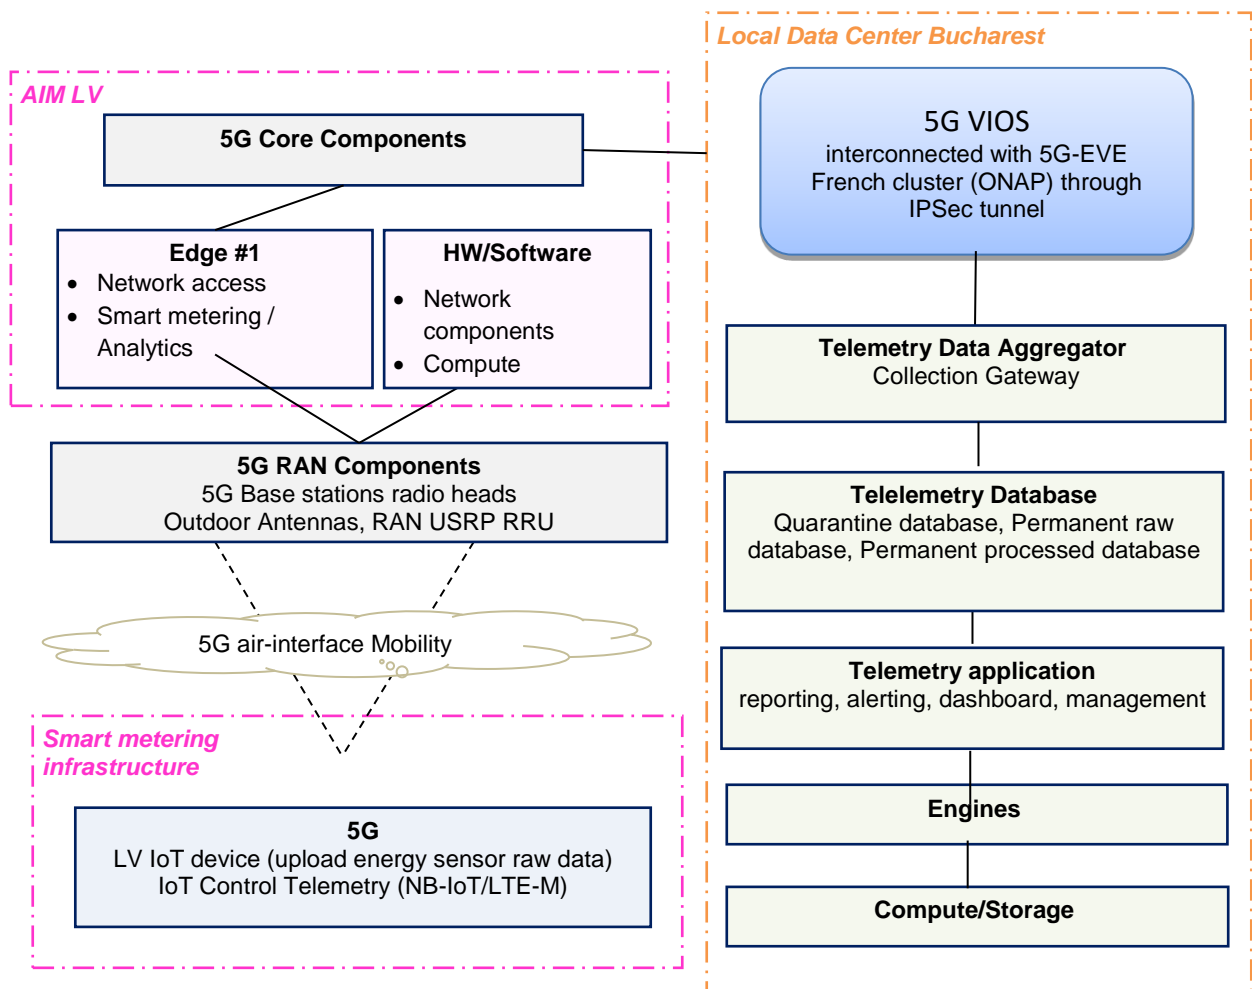 Local Data Center Bucharest
AIM LV
5G Core Components
Edge #1
• Network access
• Smart metering /
Analytics
HW/Software
• Network
components
• Compute
5G RAN Components
5G Base stations radio heads
Outdoor Antennas, RAN USRP RRU
5G air-interface Mobility
Smart metering
infrastructure
5G
LV IoT device (upload energy sensor raw data)
IoT Control Telemetry (NB-IoT/LTE-M)
5G VIOS
interconnected with 5G-EVE
French cluster (ONAP) through
IPSec tunnel
Telemetry Data Aggregator
Collection Gateway
Telelemetry Database
Quarantine database, Permanent raw
database, Permanent processed database
Telemetry application
reporting, alerting, dashboard, management
Engines
Compute/Storage